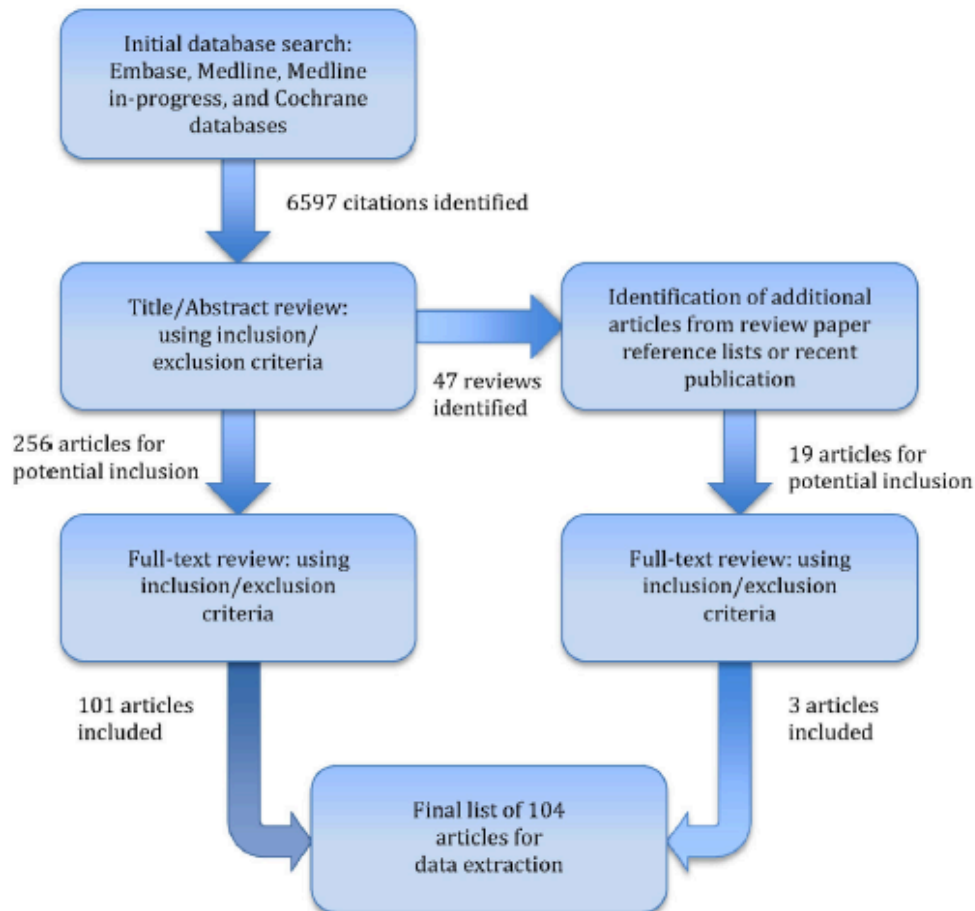 Initial database search:
Embase, Medline, Medline
in-progress, and Cochrane
databases
6597 citations identified
Title/Abstract review:
using inclusion/
exclusion criteria
47 reviews
identified
Identification of additional
articles from review paper
reference lists or recent
publication
256 articles for
potential inclusion
19 articles for
potential inclusion
Full-text review: using
inclusion/exclusion
criteria
Full-text review: using
inclusion/exclusion
criteria
101 articles
included
3 articles
included
Final list of 104
articles for
data extraction